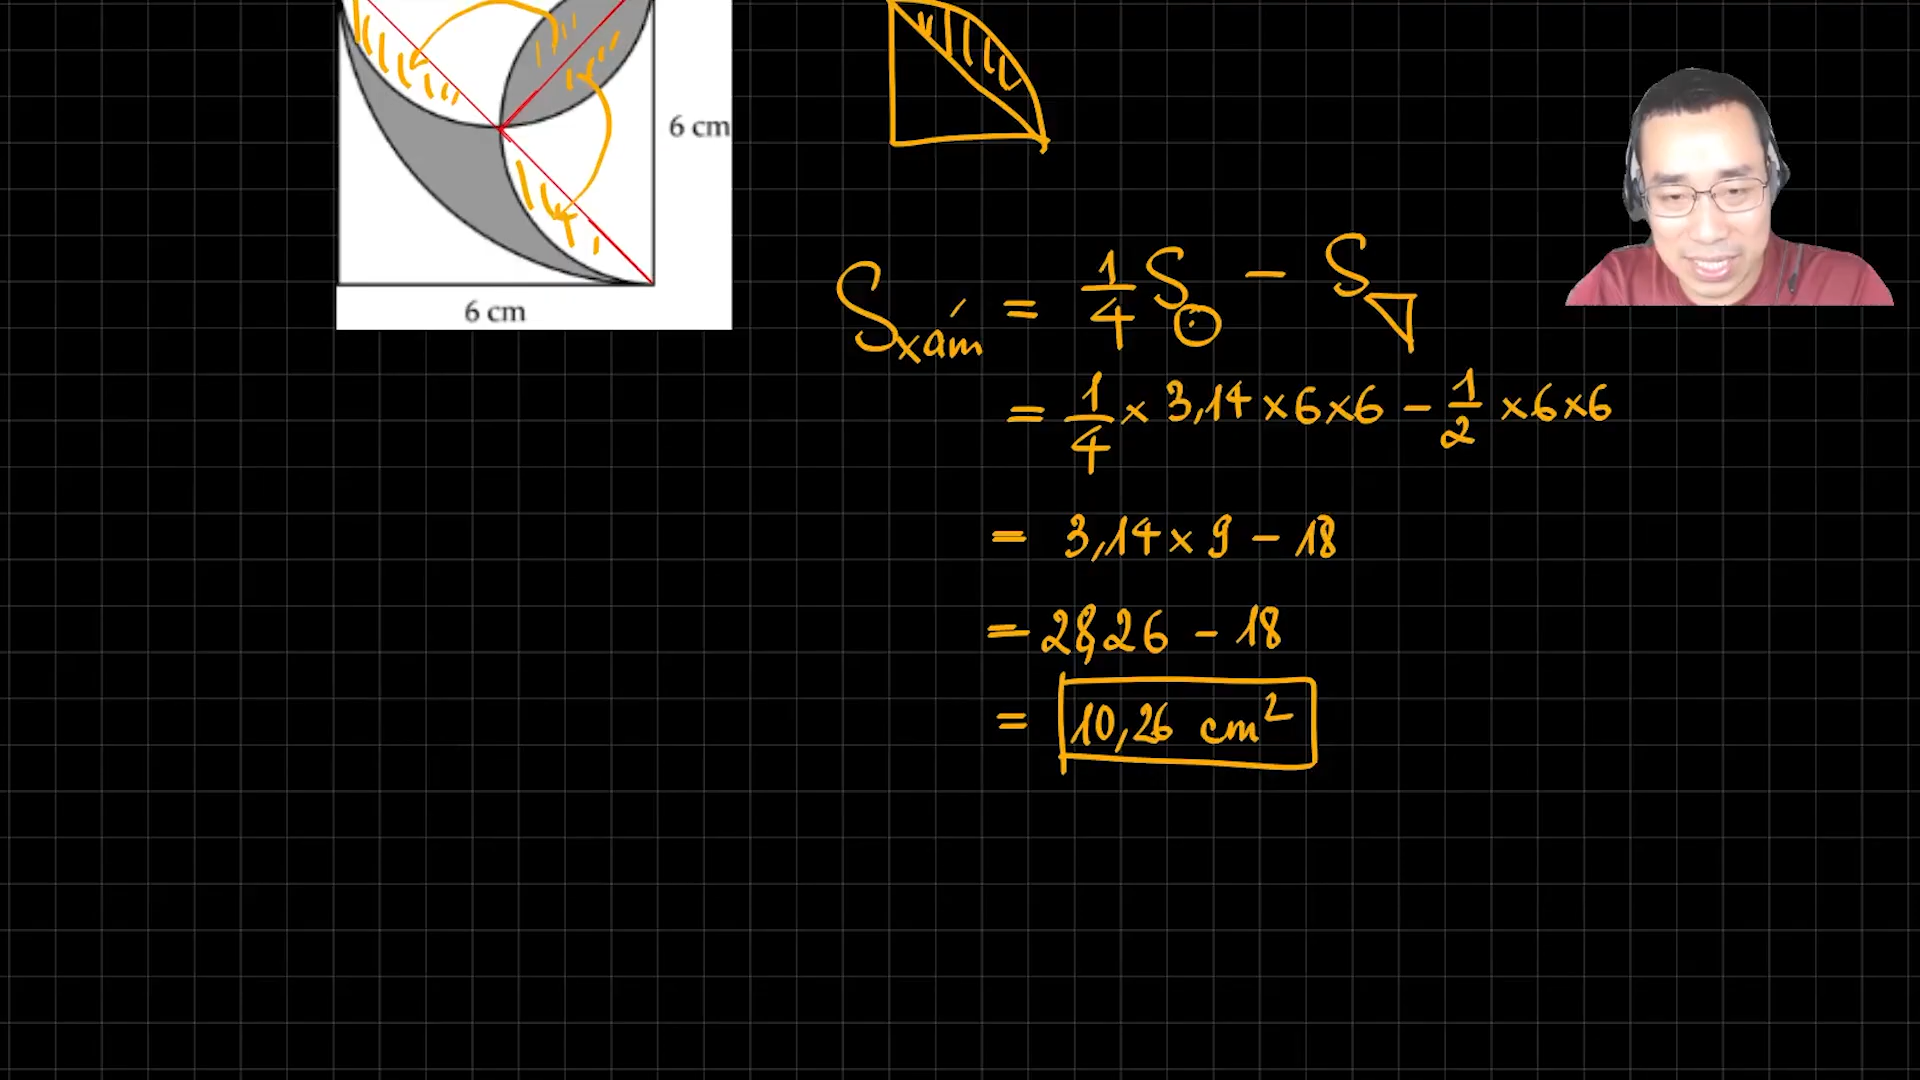 6 cm
6 cm
S xám = 1/4 S⊙ - S▽
= 1/4 × 3,14 × 6 × 6 - 1/2 × 6 × 6
= 3,14 × 9 - 18
= 28,26 - 18
= 10,26 cm²